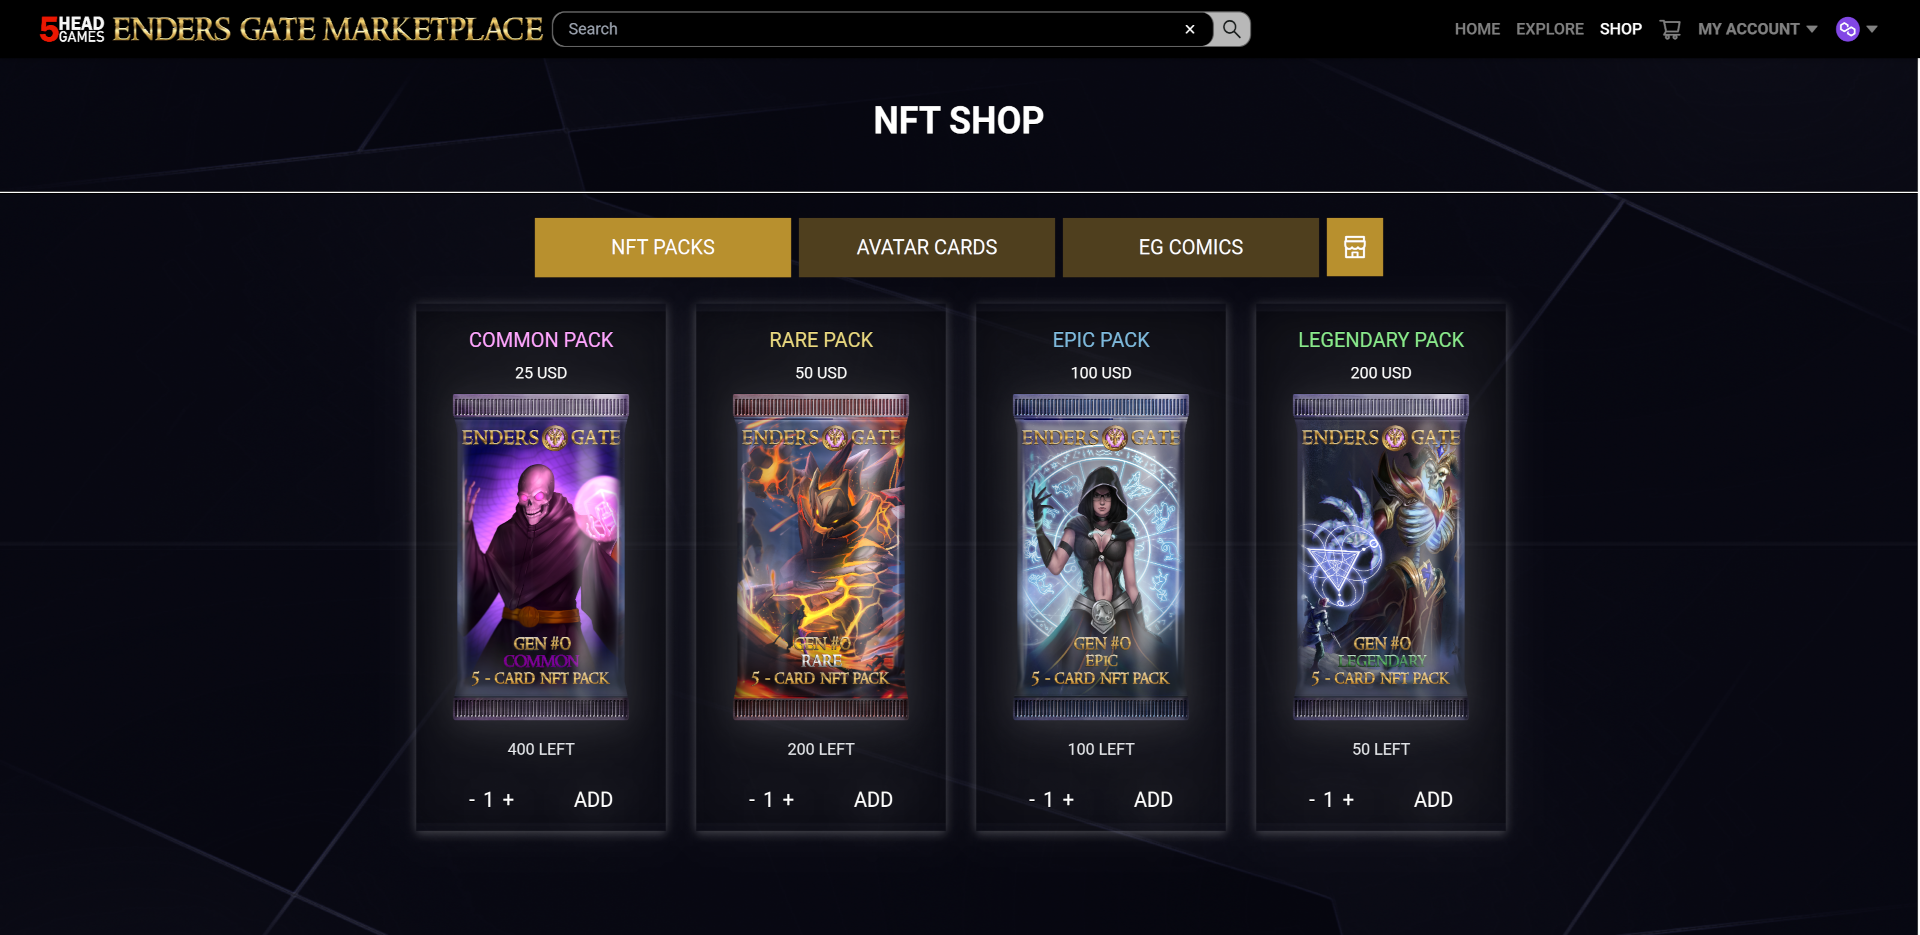 5 HEAD GAMES ENDERS GATE MARKETPLACE Search × HOME EXPLORE SHOP MY ACCOUNT
NFT SHOP
NFT PACKS AVATAR CARDS EG COMICS
COMMON PACK
25 USD
ENDERS GATE
GEN #0
COMMON
5 - CARD NFT PACK
400 LEFT
- 1 + ADD
RARE PACK
50 USD
ENDERS GATE
GEN #0
RARE
5 - CARD NFT PACK
200 LEFT
- 1 + ADD
EPIC PACK
100 USD
ENDERS GATE
GEN #0
EPIC
5 - CARD NFT PACK
100 LEFT
- 1 + ADD
LEGENDARY PACK
200 USD
ENDERS GATE
GEN #0
LEGENDARY
5 - CARD NFT PACK
50 LEFT
- 1 + ADD